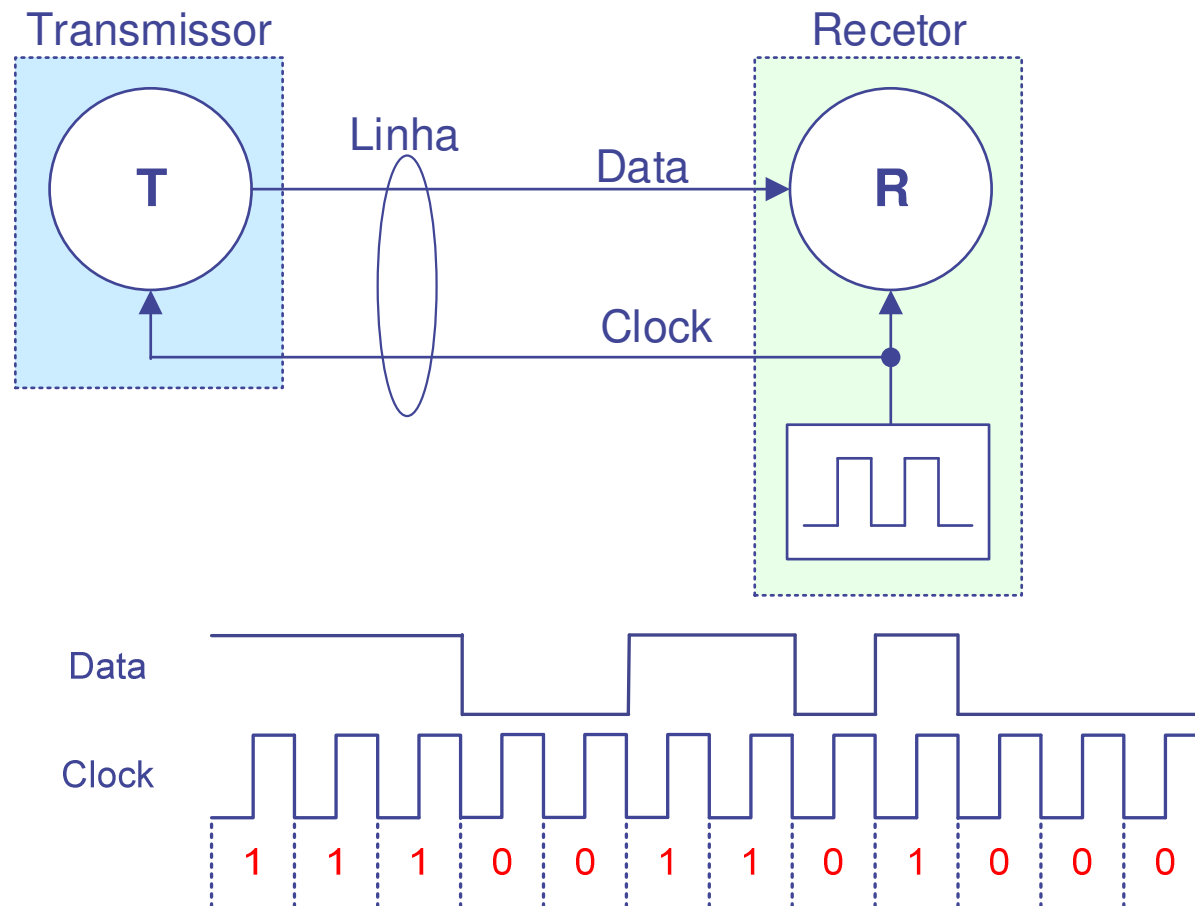 Transmissor
Recetor
Linha
Data
T
R
Clock
Data
Clock
1 1 1 0 0 1 1 0 1 0 0 0